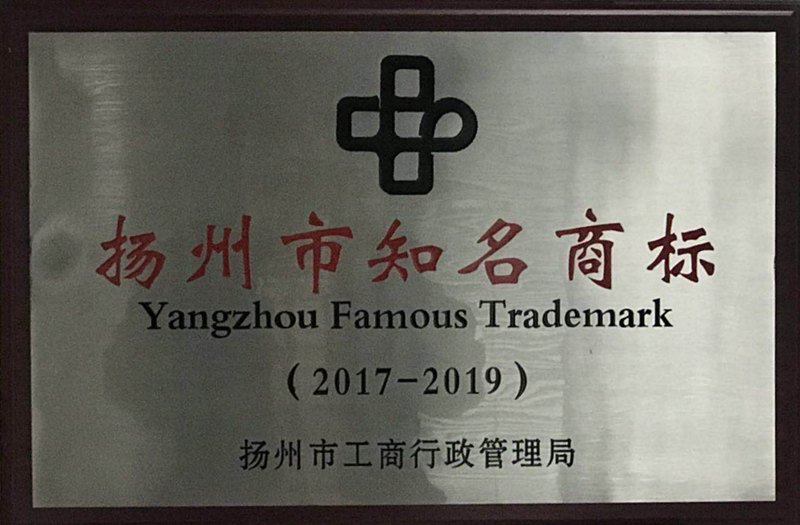 扬州市知名商标
Yangzhou Famous Trademark
(2017-2019)
扬州市工商行政管理局